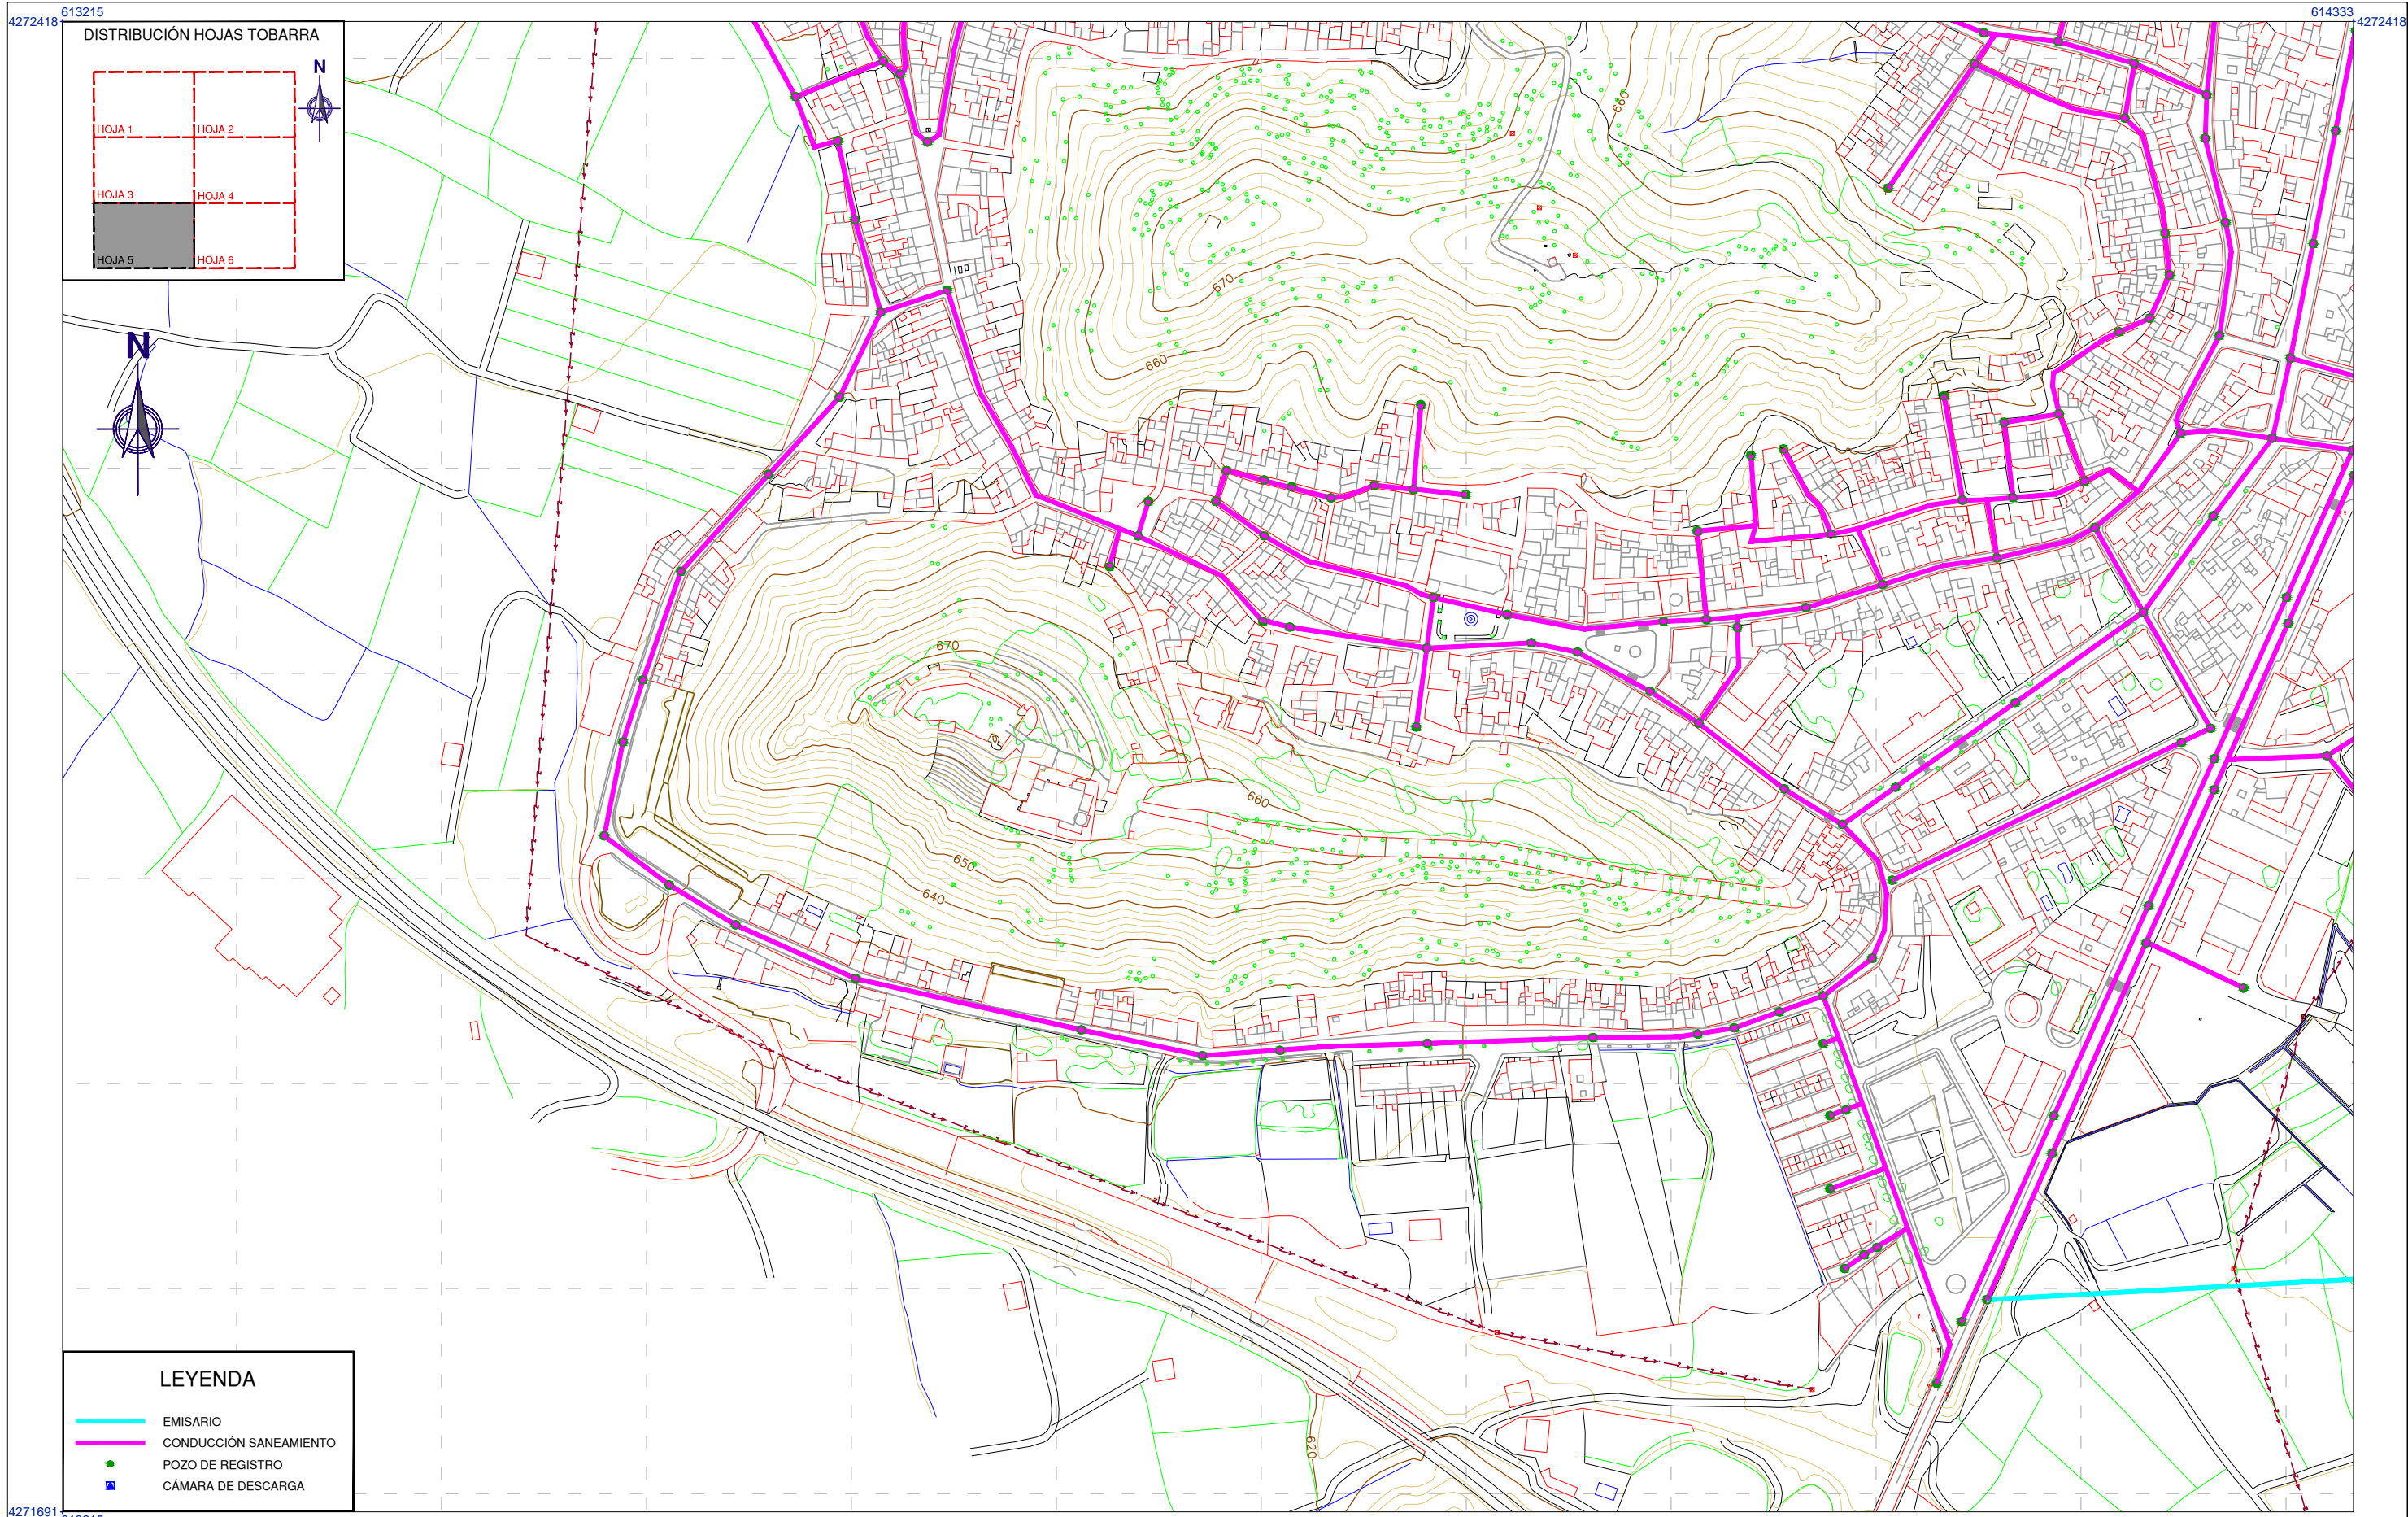 613215
614333
4272418
4272418
DISTRIBUCIÓN HOJAS TOBARRA
N
HOJA 1
HOJA 2
HOJA 3
HOJA 4
HOJA 5
HOJA 6
N
660
670
660
670
660
650
640
620
LEYENDA
EMISARIO
CONDUCCIÓN SANEAMIENTO
POZO DE REGISTRO
CÁMARA DE DESCARGA
4271691